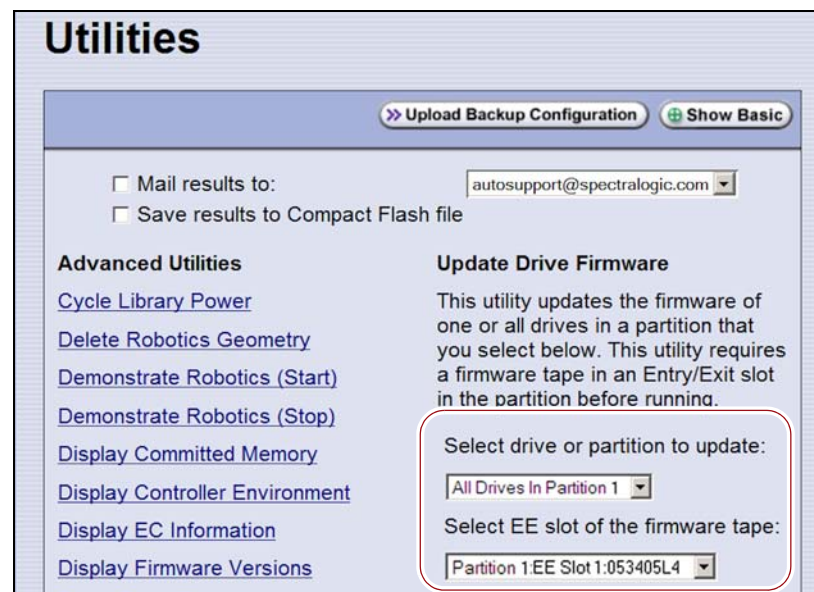 Utilities
Upload Backup Configuration
Show Basic
Mail results to:
autosupport@spectralogic.com
Save results to Compact Flash file
Advanced Utilities
Cycle Library Power
Delete Robotics Geometry
Demonstrate Robotics (Start)
Demonstrate Robotics (Stop)
Display Committed Memory
Display Controller Environment
Display EC Information
Display Firmware Versions
Update Drive Firmware
This utility updates the firmware of
one or all drives in a partition that
you select below. This utility requires
a firmware tape in an Entry/Exit slot
in the partition before running.
Select drive or partition to update:
All Drives In Partition 1
Select EE slot of the firmware tape:
Partition 1:EE Slot 1:053405L4